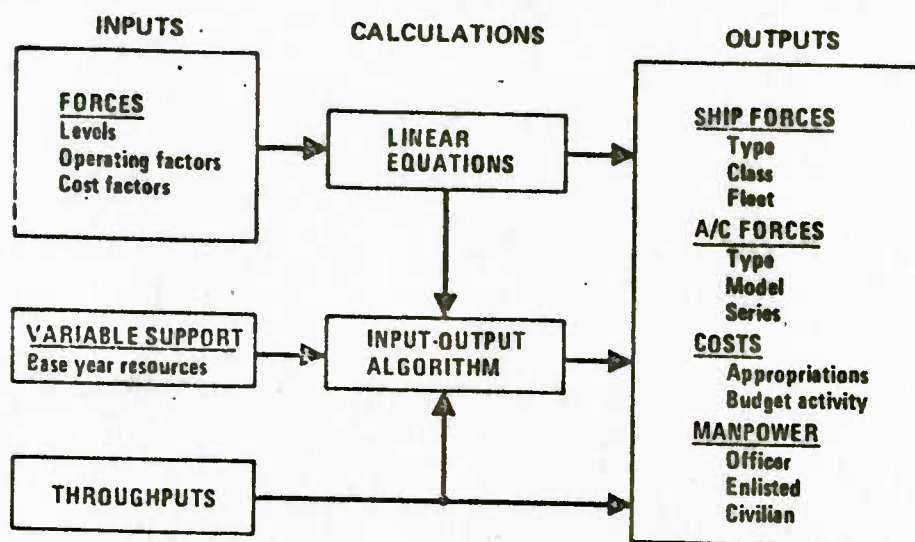 INPUTS
CALCULATIONS
OUTPUTS
FORCES
Levels
Operating factors
Cost factors
LINEAR
EQUATIONS
VARIABLE SUPPORT
Base year resources
INPUT-OUTPUT
ALGORITHM
THROUGHPUTS
SHIP FORCES
Type
Class
Fleet
A/C FORCES
Type
Model
Series
COSTS
Appropriations
Budget activity
MANPOWER
Officer
Enlisted
Civilian